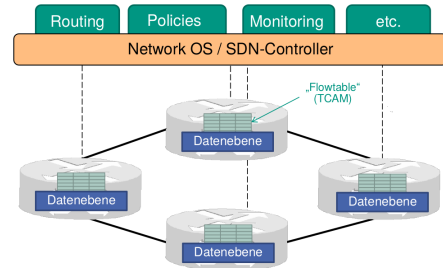 Routing
Policies
Monitoring
etc.
Network OS / SDN-Controller
„Flowtable“
(TCAM)
Datenebene
Datenebene
Datenebene
Datenebene